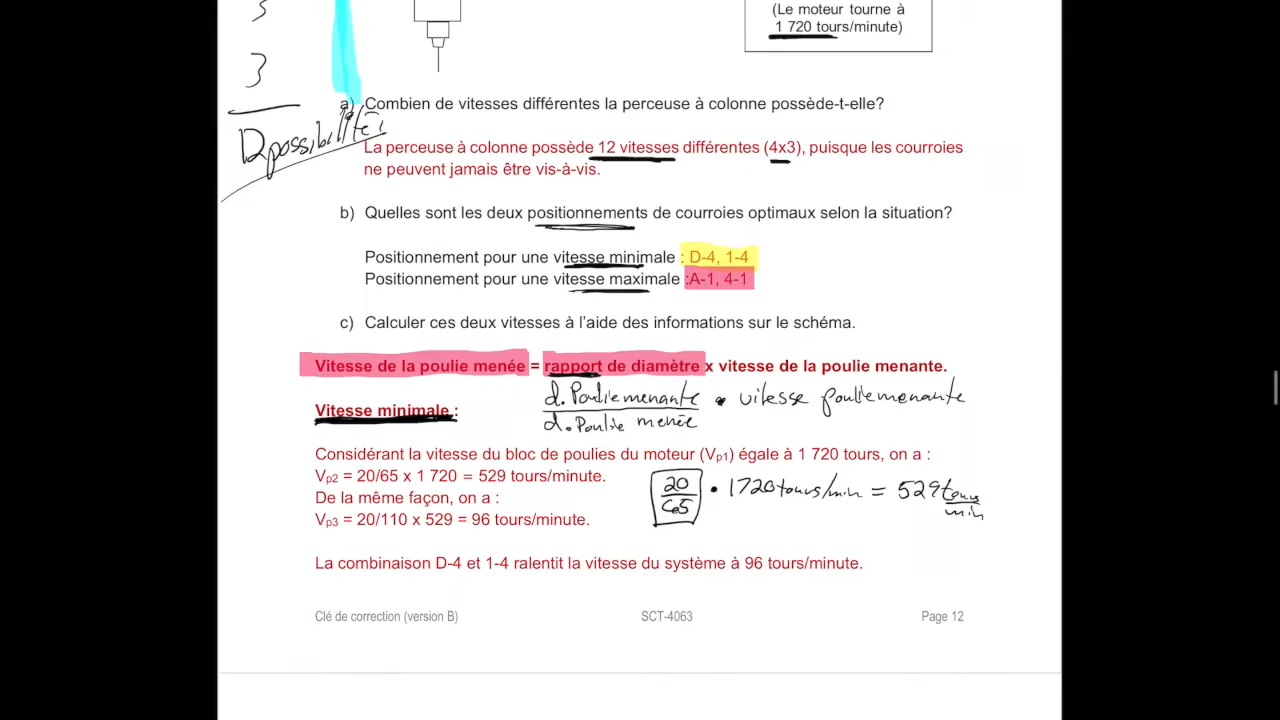 3
(Le moteur tourne à
1 720 tours/minute)
3
a) Combien de vitesses différentes la perceuse à colonne possède-t-elle?
12 possibilités
La perceuse à colonne possède 12 vitesses différentes (4x3), puisque les courroies
ne peuvent jamais être vis-à-vis.
b) Quelles sont les deux positionnements de courroies optimaux selon la situation?
Positionnement pour une vitesse minimale : D-4, 1-4
Positionnement pour une vitesse maximale :A-1, 4-1
c) Calculer ces deux vitesses à l'aide des informations sur le schéma.
Vitesse de la poulie menée = rapport de diamètre x vitesse de la poulie menante.
d. Poulie menante • vitesse poulie menante
d. Poulie menée
Vitesse minimale :
Considérant la vitesse du bloc de poulies du moteur (Vp1) égale à 1 720 tours, on a :
Vp2 = 20/65 x 1 720 = 529 tours/minute.
20 • 1720 tours/min = 529 tours
65 min
De la même façon, on a :
Vp3 = 20/110 x 529 = 96 tours/minute.
La combinaison D-4 et 1-4 ralentit la vitesse du système à 96 tours/minute.
Clé de correction (version B) SCT-4063 Page 12